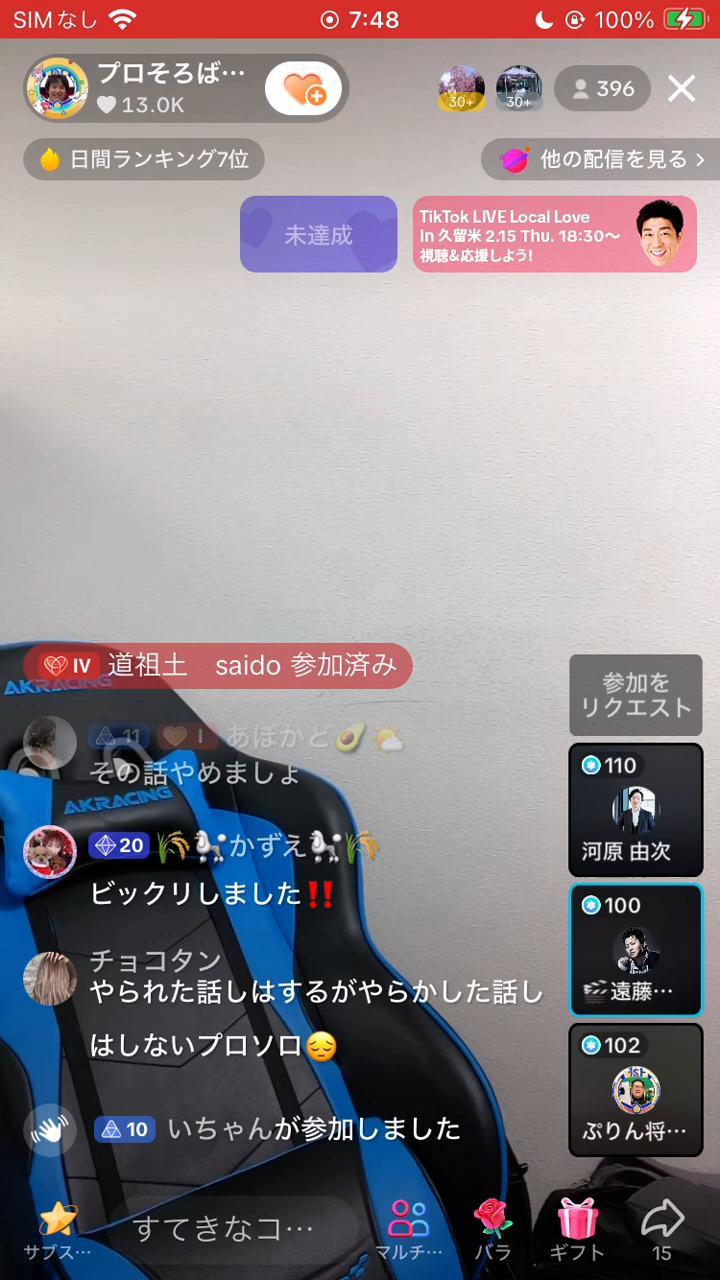 SIMなし
7:48
100%
プロそろば…
13.0K
30+
30+
396
日間ランキング7位
他の配信を見る
未達成
TikTok LIVE Local Love
in 久留米 2.15 Thu. 18:30〜
視聴&応援しよう!
IV 道祖土　saido 参加済み
AKRACING
参加を
リクエスト
11 I あぼかど🥑🌤️
その話やめましょ
AKRACING
110
河原 由次
20 🌾🐩かずえ🐩🌾
ビックリしました‼️
100
🎬遠藤…
チョコタン
やられた話しはするがやらかした話し
はしないプロソロ😔
102
1ST
ぷりん将…
10 いちゃんが参加しました
すてきなコ…
サブス…
マルチ…
バラ
ギフト
15